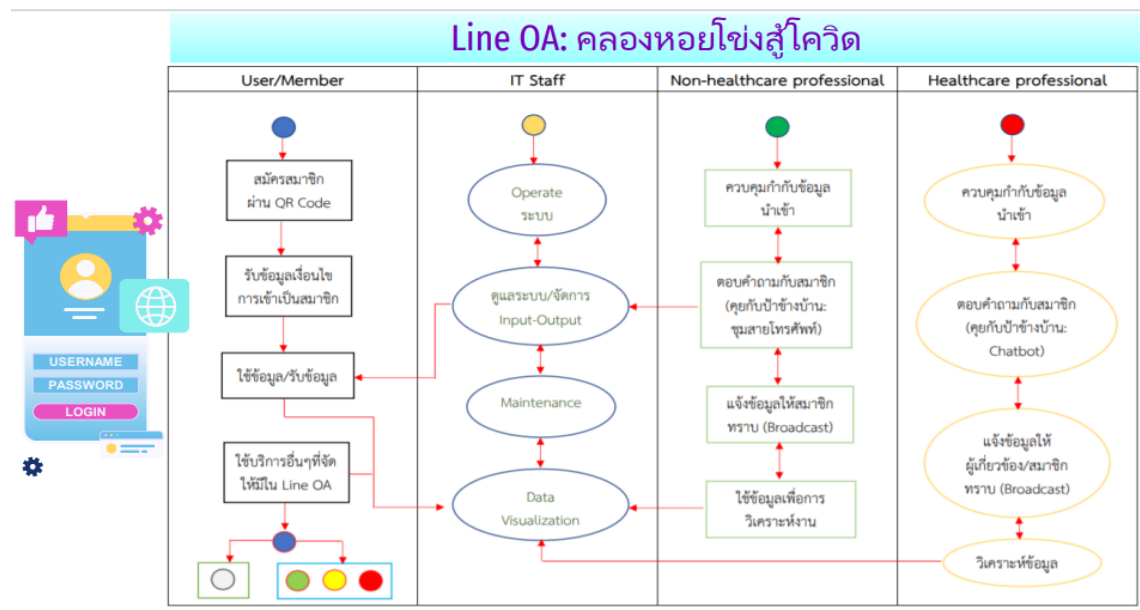 Line OA: คลองหอยโข่งสู้โควิด
User/Member
IT Staff
Non-healthcare professional
Healthcare professional
สมัครสมาชิก
ผ่าน QR Code
รับข้อมูลเงื่อนไข
การเข้าเป็นสมาชิก
ใช้ข้อมูล/รับข้อมูล
ใช้บริการอื่นๆที่จัด
ให้มีใน Line OA
Operate
ระบบ
ดูแลระบบ/จัดการ
Input-Output
Maintenance
Data
Visualization
ควบคุมกำกับข้อมูล
นำเข้า
ตอบคำถามกับสมาชิก
(คุยกับป้าข้างบ้าน:
ชุมสายโทรศัพท์)
แจ้งข้อมูลให้สมาชิก
ทราบ (Broadcast)
ใช้ข้อมูลเพื่อการ
วิเคราะห์งาน
ควบคุมกำกับข้อมูล
นำเข้า
ตอบคำถามกับสมาชิก
(คุยกับป้าข้างบ้าน:
Chatbot)
แจ้งข้อมูลให้
ผู้เกี่ยวข้อง/สมาชิก
ทราบ (Broadcast)
วิเคราะห์ข้อมูล
USERNAME
PASSWORD
LOGIN